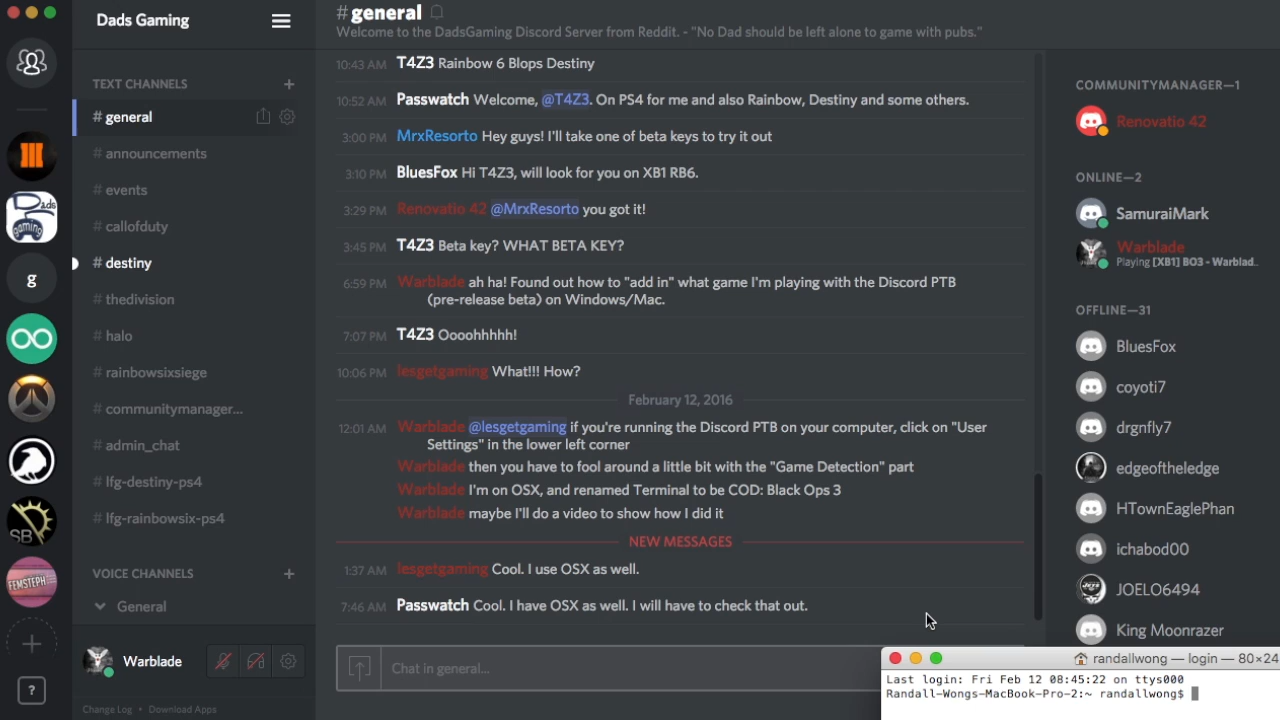 Dads Gaming
TEXT CHANNELS
# general
# announcements
# events
# callofduty
# destiny
# thedivision
# halo
# rainbowsixsiege
# communitymanager...
# admin_chat
# lfg-destiny-ps4
# lfg-rainbowsix-ps4
VOICE CHANNELS
General
Warblade
Change Log • Download Apps
Dads
gaming
g
SB
FEMSTEPH
?
# general
Welcome to the DadsGaming Discord Server from Reddit. - "No Dad should be left alone to game with pubs."
10:43 AM T4Z3 Rainbow 6 Blops Destiny
10:52 AM Passwatch Welcome, @T4Z3. On PS4 for me and also Rainbow, Destiny and some others.
3:00 PM MrxResorto Hey guys! I'll take one of beta keys to try it out
3:10 PM BluesFox Hi T4Z3, will look for you on XB1 RB6.
3:29 PM Renovatio 42 @MrxResorto you got it!
3:45 PM T4Z3 Beta key? WHAT BETA KEY?
6:59 PM Warblade ah ha! Found out how to "add in" what game I'm playing with the Discord PTB
(pre-release beta) on Windows/Mac.
7:07 PM T4Z3 Oooohhhhh!
10:06 PM lesgetgaming What!!! How?
February 12, 2016
12:01 AM Warblade @lesgetgaming if you're running the Discord PTB on your computer, click on "User
Settings" in the lower left corner
Warblade then you have to fool around a little bit with the "Game Detection" part
Warblade I'm on OSX, and renamed Terminal to be COD: Black Ops 3
Warblade maybe I'll do a video to show how I did it
NEW MESSAGES
1:37 AM lesgetgaming Cool. I use OSX as well.
7:46 AM Passwatch Cool. I have OSX as well. I will have to check that out.
Chat in general...
COMMUNITYMANAGER—1
Renovatio 42
ONLINE—2
SamuraiMark
Warblade
Playing [XB1] BO3 - Warblad..
OFFLINE—31
BluesFox
coyoti7
drgnfly7
edgeoftheledge
HTownEaglePhan
ichabod00
JOELO6494
King Moonrazer
randallwong — login — 80×24
Last login: Fri Feb 12 08:45:22 on ttys000
Randall-Wongs-MacBook-Pro-2:~ randallwong$